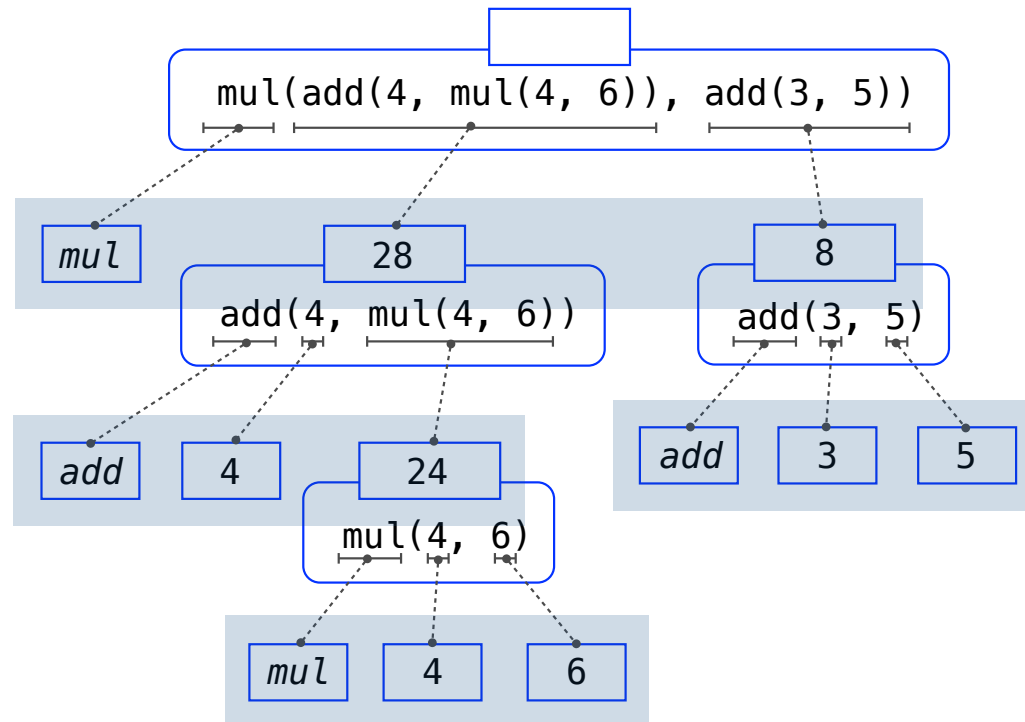 mul(add(4, mul(4, 6)), add(3, 5))
mul
28
8
add(4, mul(4, 6))
add(3, 5)
add
4
24
add
3
5
mul(4, 6)
mul
4
6